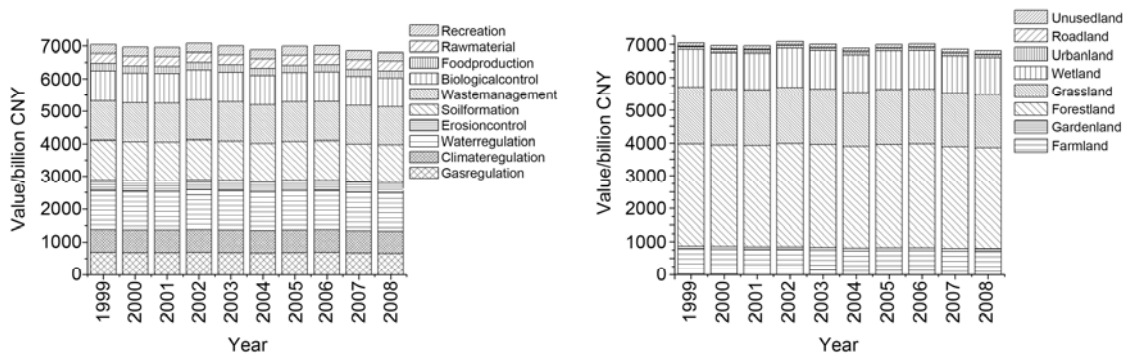 Value/billion CNY
7000
6000
5000
4000
3000
2000
1000
0
1999
2000
2001
2002
2003
2004
2005
2006
2007
2008
Year
Recreation
Rawmaterial
Foodproduction
Biologicalcontrol
Wastemanagement
Soilformation
Erosioncontrol
Waterregulation
Climateregulation
Gasregulation
Value/billion CNY
7000
6000
5000
4000
3000
2000
1000
0
1999
2000
2001
2002
2003
2004
2005
2006
2007
2008
Year
Unusedland
Roadland
Urbanland
Wetland
Grassland
Forestland
Gardenland
Farmland